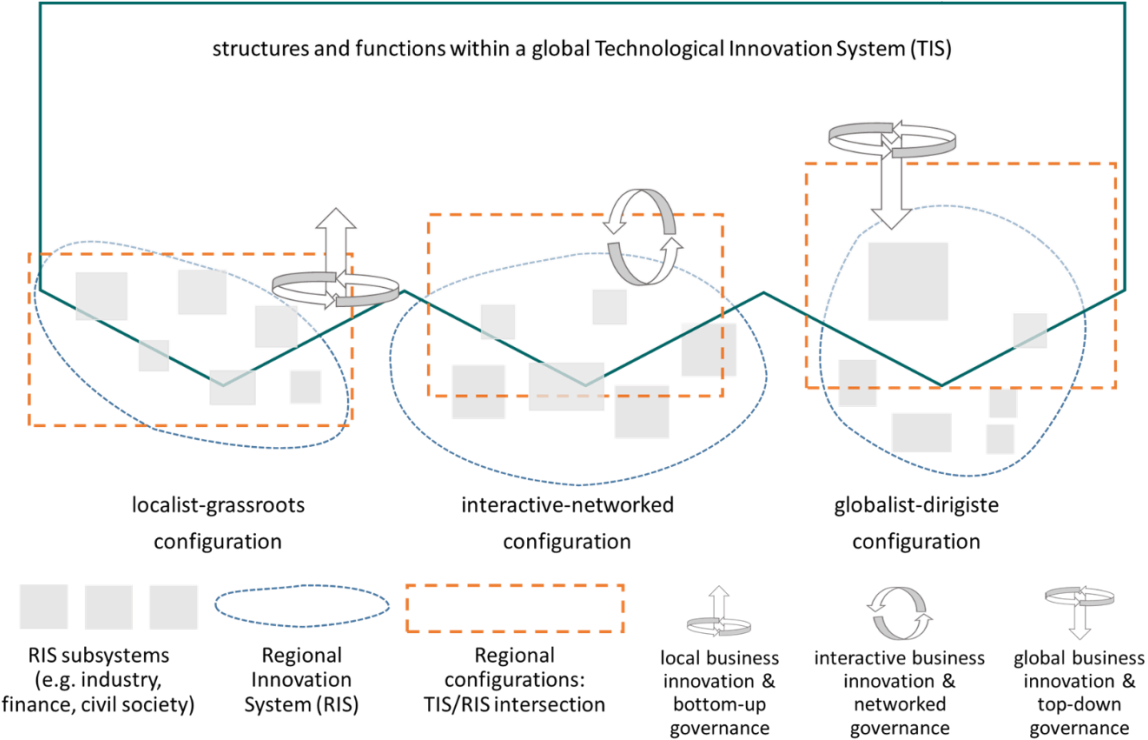 structures and functions within a global Technological Innovation System (TIS)
localist-grassroots
configuration
interactive-networked
configuration
globalist-dirigiste
configuration
RIS subsystems
(e.g. industry,
finance, civil society)
Regional
Innovation
System (RIS)
Regional
configurations:
TIS/RIS intersection
local business
innovation &
bottom-up
governance
interactive business
innovation &
networked
governance
global business
innovation &
top-down
governance